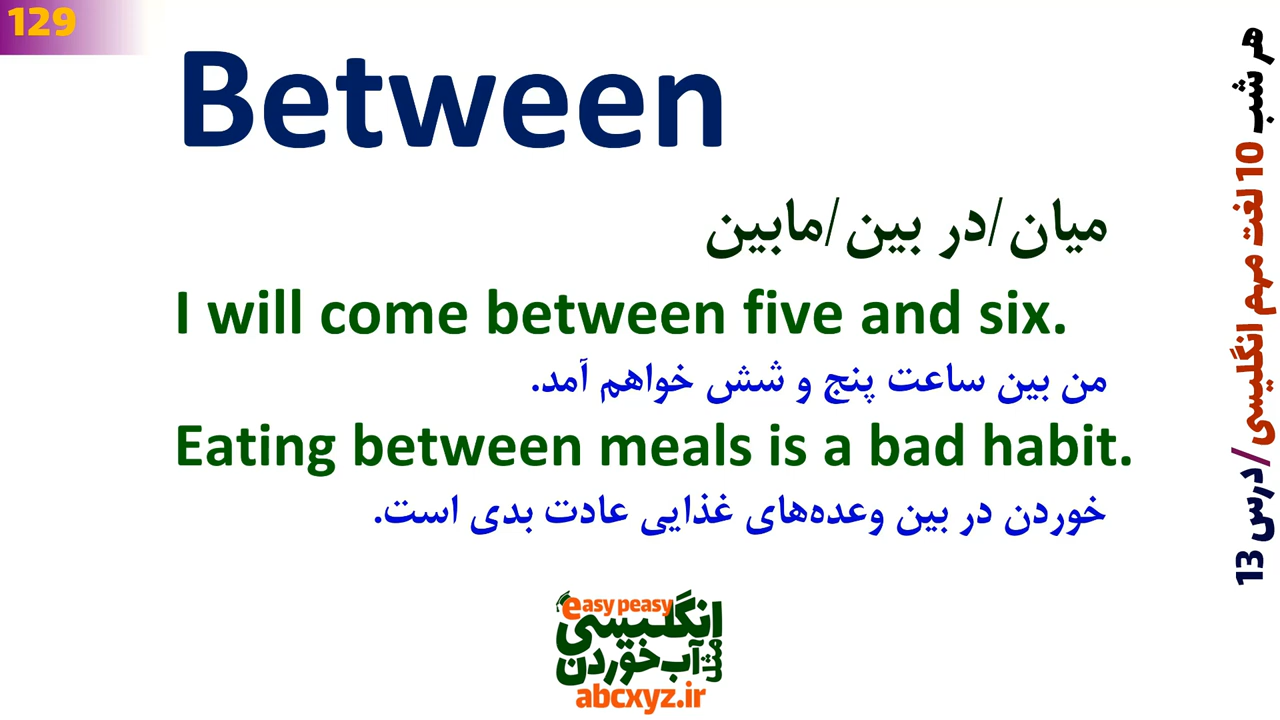 129
Between
میان/در بین/مابین
I will come between five and six.
من بین ساعت پنج و شش خواهم آمد.
Eating between meals is a bad habit.
خوردن در بین وعده‌های غذایی عادت بدی است.
هر شب 10 لغت مهم انگلیسی/درس 13
easy peasy
انگلیسی
مثل آب خوردن
abcxyz.ir